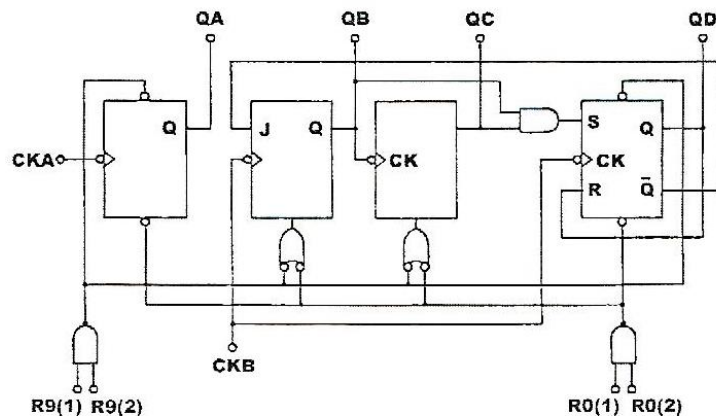 QA QB QC QD
Q J Q S Q
CKA CK CK
R Q̄
CKB
R9(1) R9(2) R0(1) R0(2)